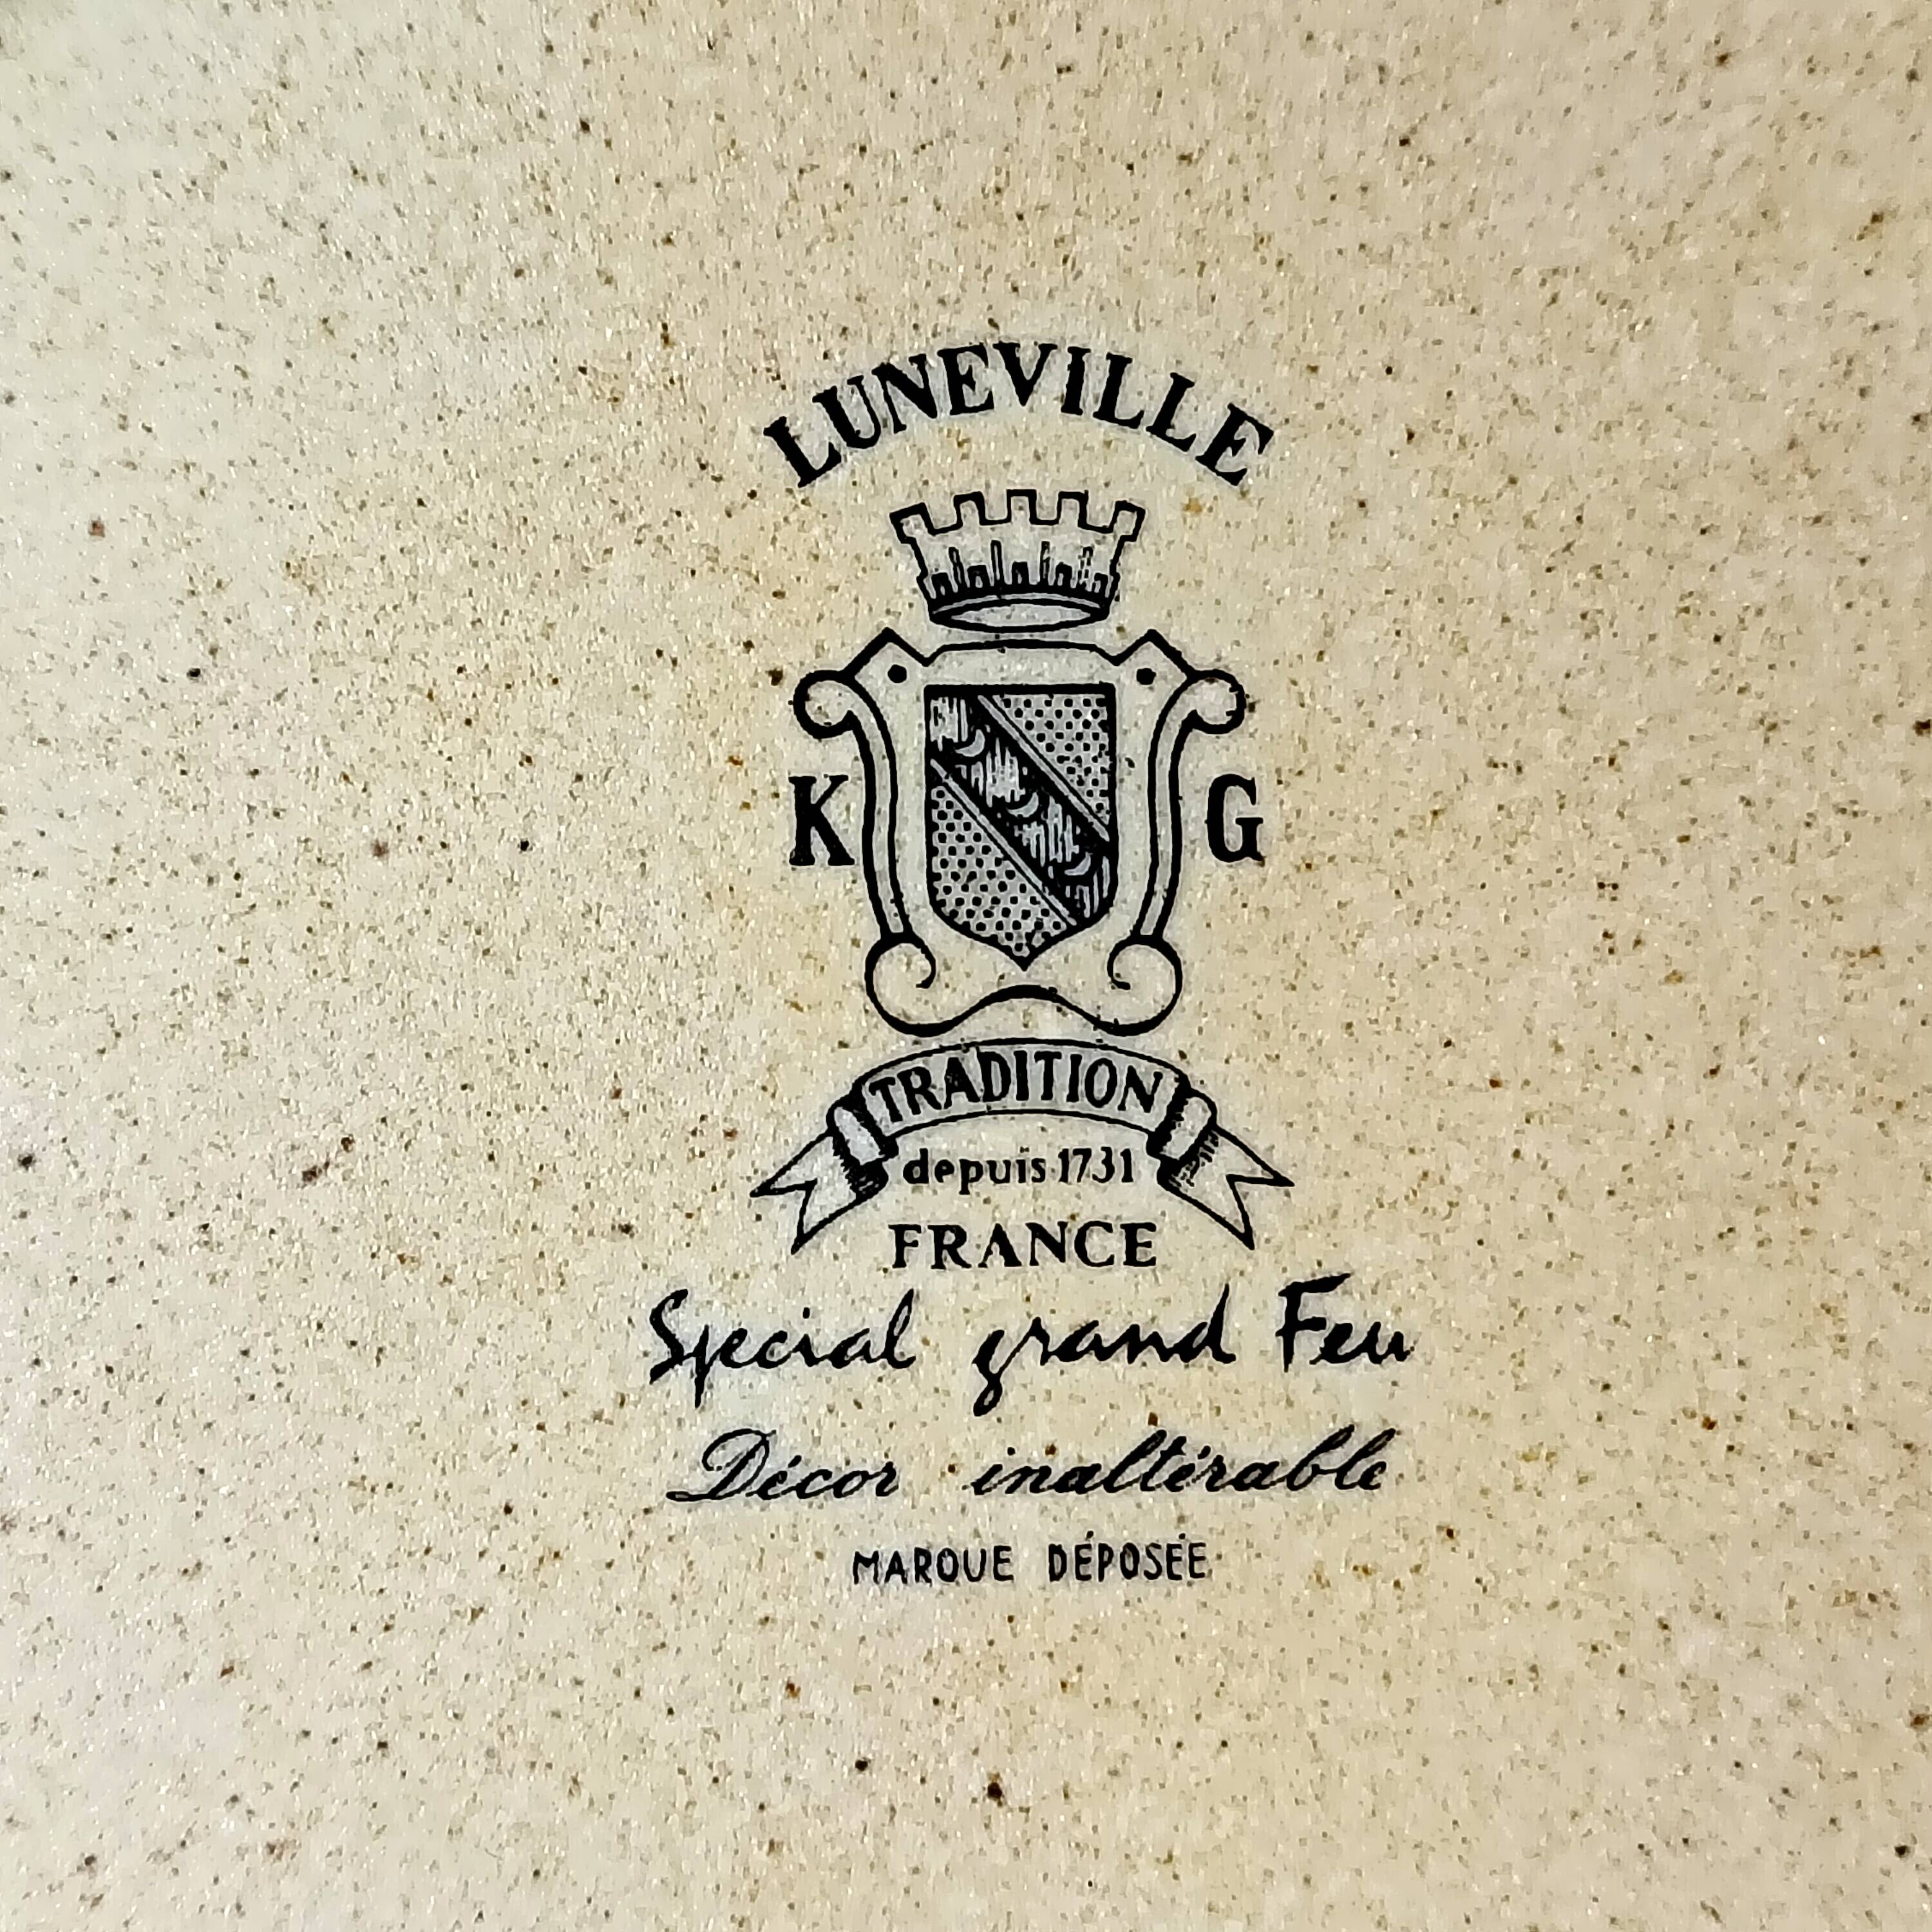 LUNEVILLE
K G
TRADITION
depuis 1731
FRANCE
Special grand Feu
Décor inaltérable
MARQUE DÉPOSÉE